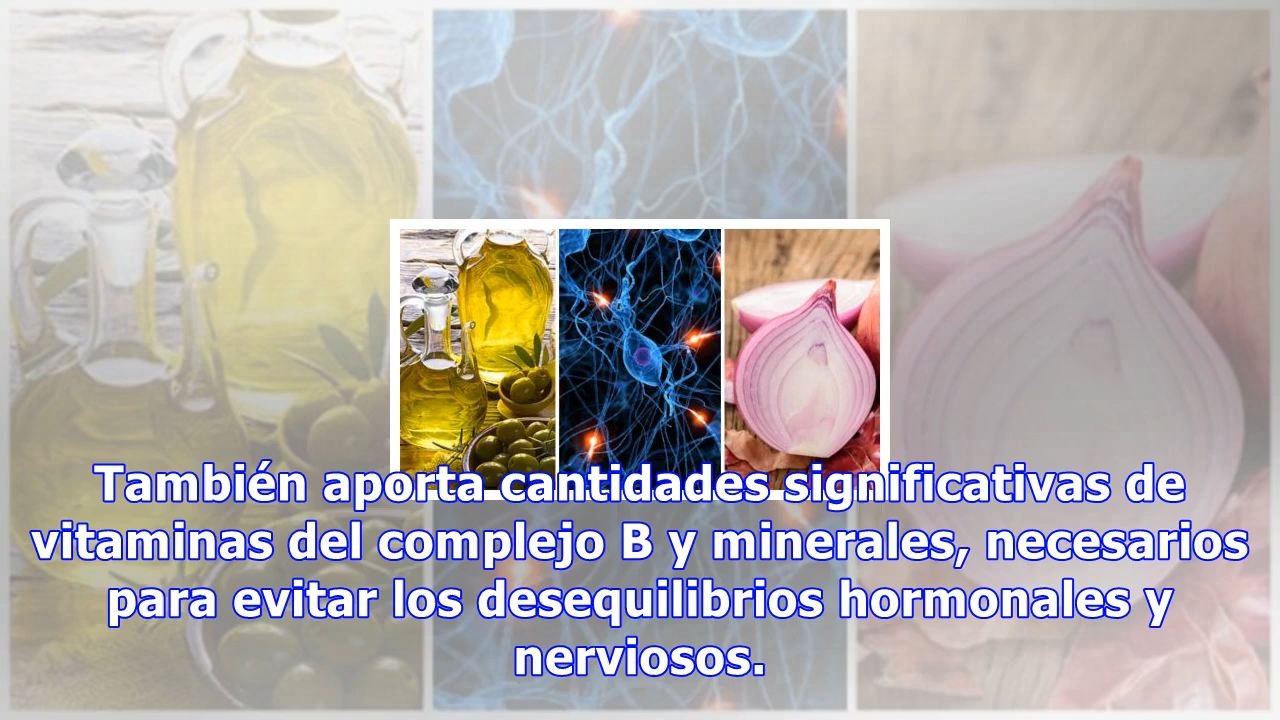 También aporta cantidades significativas de
vitaminas del complejo B y minerales, necesarios
para evitar los desequilibrios hormonales y
nerviosos.